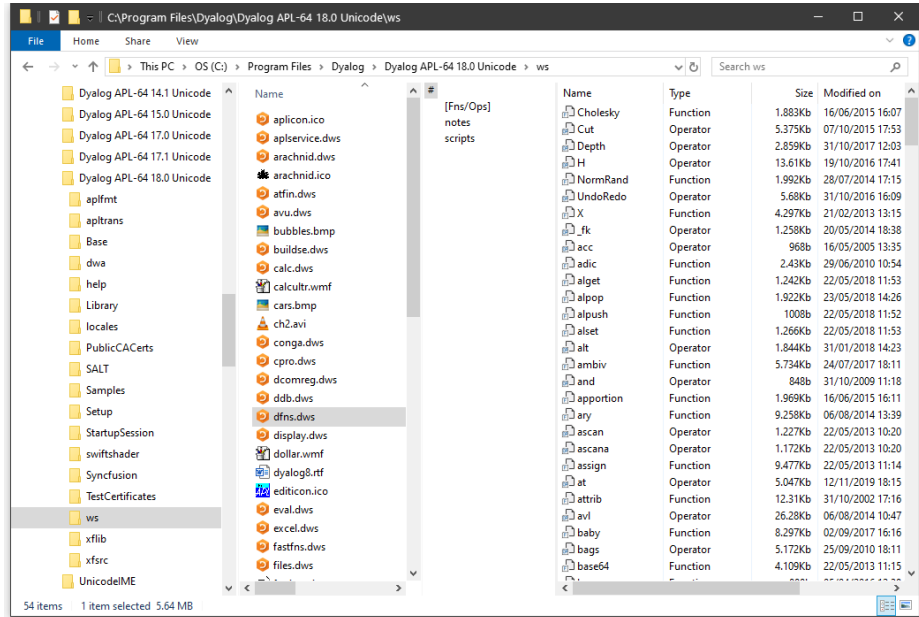 C:\Program Files\Dyalog\Dyalog APL-64 18.0 Unicode\ws
File Home Share View
This PC > OS (C:) > Program Files > Dyalog > Dyalog APL-64 18.0 Unicode > ws
Search ws
Dyalog APL-64 14.1 Unicode
Dyalog APL-64 15.0 Unicode
Dyalog APL-64 17.0 Unicode
Dyalog APL-64 17.1 Unicode
Dyalog APL-64 18.0 Unicode
aplfmt
apltrans
Base
dwa
help
Library
locales
PublicCACerts
SALT
Samples
Setup
StartupSession
swiftshader
Syncfusion
TestCertificates
ws
xflib
xfsrc
UnicodeIME
Name
aplicon.ico
aplservice.dws
arachnid.dws
arachnid.ico
atfin.dws
avu.dws
bubbles.bmp
buildse.dws
calc.dws
calcultr.wmf
cars.bmp
ch2.avi
conga.dws
cpro.dws
dcomreg.dws
ddb.dws
dfns.dws
display.dws
dollar.wmf
dyalog8.rtf
editicon.ico
eval.dws
excel.dws
fastfns.dws
files.dws
#
[Fns/Ops]
notes
scripts
Name Type Size Modified on
Cholesky Function 1.883Kb 16/06/2015 16:07
Cut Operator 5.375Kb 07/10/2015 17:53
Depth Operator 2.859Kb 31/10/2017 12:03
H Operator 13.61Kb 19/10/2016 17:41
NormRand Function 1.992Kb 28/07/2014 17:15
UndoRedo Operator 5.68Kb 31/10/2016 16:09
X Function 4.297Kb 21/02/2013 13:15
_fk Operator 1.258Kb 20/05/2014 18:38
acc Operator 968b 16/05/2005 13:35
adic Function 2.43Kb 29/06/2010 10:54
alget Function 1.242Kb 22/05/2018 11:53
alpop Function 1.922Kb 23/05/2018 14:26
alpush Function 1008b 22/05/2018 11:52
alset Function 1.266Kb 22/05/2018 11:53
alt Operator 1.844Kb 31/01/2018 14:23
ambiv Function 5.734Kb 24/07/2017 18:11
and Operator 848b 31/10/2009 11:18
apportion Function 1.969Kb 16/06/2015 16:11
ary Function 9.258Kb 06/08/2014 13:39
ascan Operator 1.227Kb 22/05/2013 10:20
ascana Operator 1.172Kb 22/05/2013 10:20
assign Function 9.477Kb 22/05/2013 11:14
at Operator 5.047Kb 12/11/2019 18:15
attrib Function 12.31Kb 31/10/2002 17:16
avl Operator 26.28Kb 06/08/2014 10:47
baby Function 8.297Kb 02/09/2017 16:16
bags Operator 5.172Kb 25/09/2010 18:11
base64 Function 4.109Kb 22/05/2013 11:15
54 items 1 item selected 5.64 MB